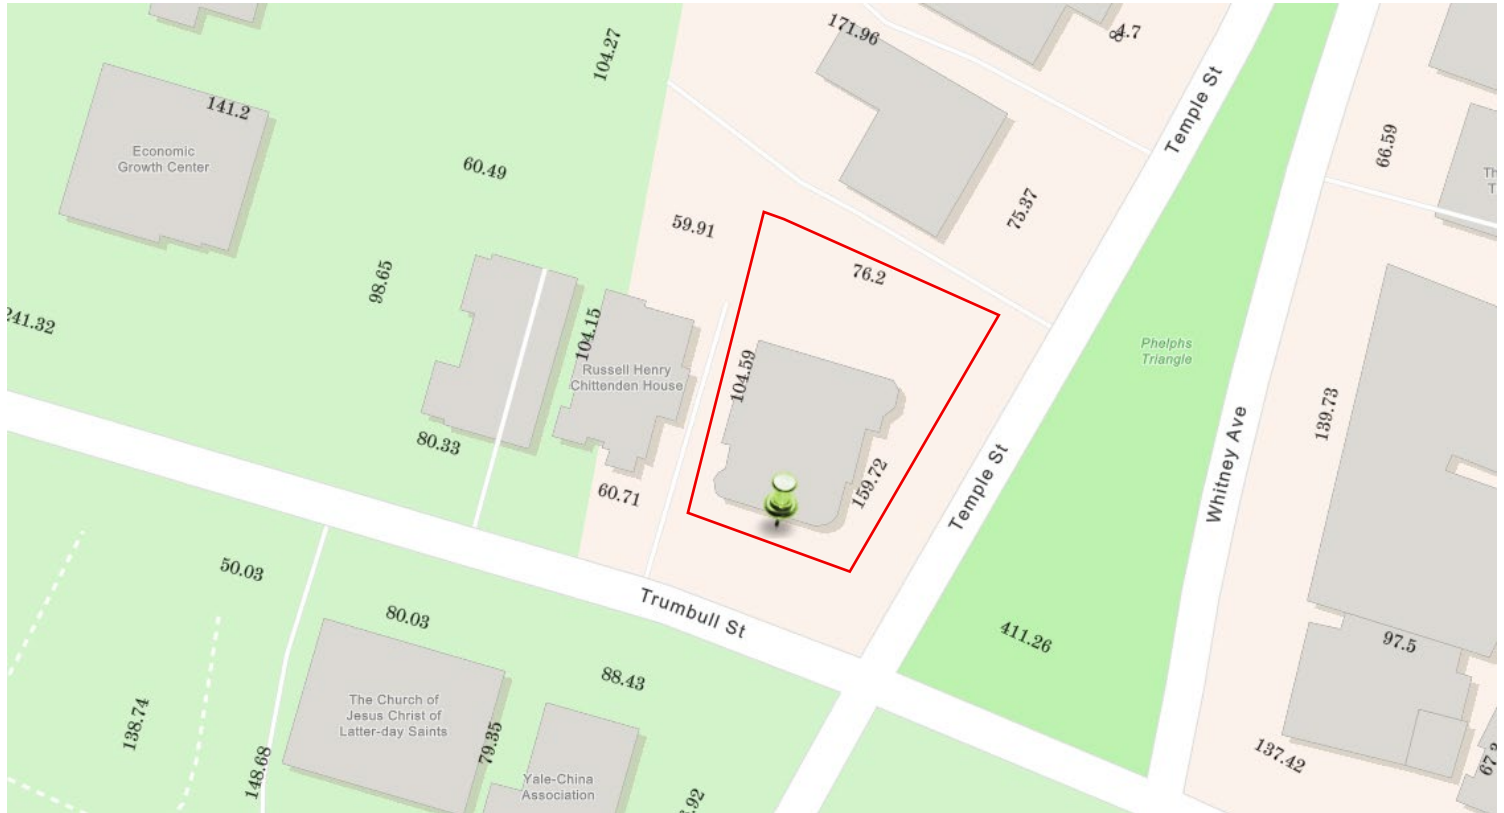 171.96
4.7
8
104.27
141.2
Economic
Growth Center
60.49
Temple St
66.59
Th
T
59.91
75.37
76.2
98.65
241.32
104.15
Phelphs
Triangle
Russell Henry
Chittenden House
104.59
139.73
80.33
Whitney Ave
159.72
Temple St
60.71
50.03
80.03
Trumbull St
411.26
97.5
88.43
The Church of
Jesus Christ of
Latter-day Saints
138.74
79.35
137.42
148.68
Yale-China
Association
.92